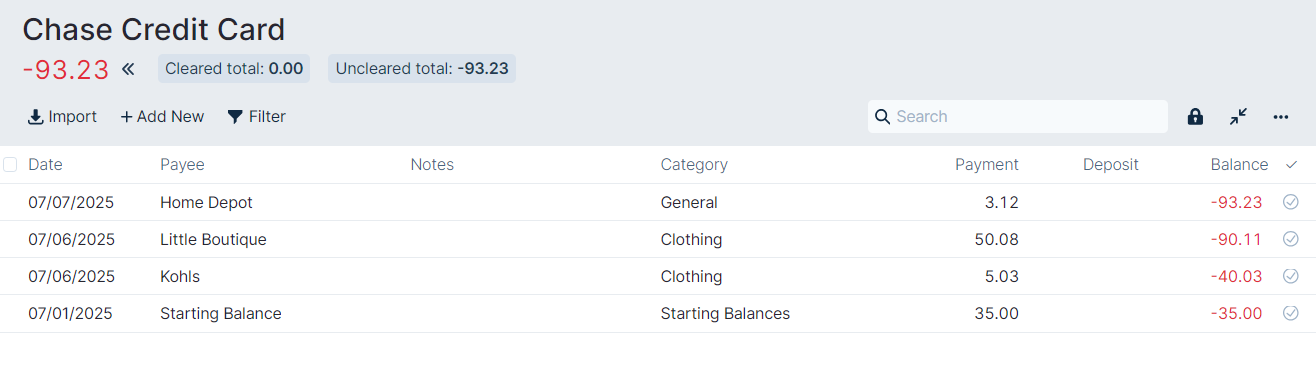 Chase Credit Card
-93.23 Cleared total: 0.00 Uncleared total: -93.23
Import + Add New Filter Search
Date Payee Notes Category Payment Deposit Balance
07/07/2025 Home Depot General 3.12 -93.23
07/06/2025 Little Boutique Clothing 50.08 -90.11
07/06/2025 Kohls Clothing 5.03 -40.03
07/01/2025 Starting Balance Starting Balances 35.00 -35.00